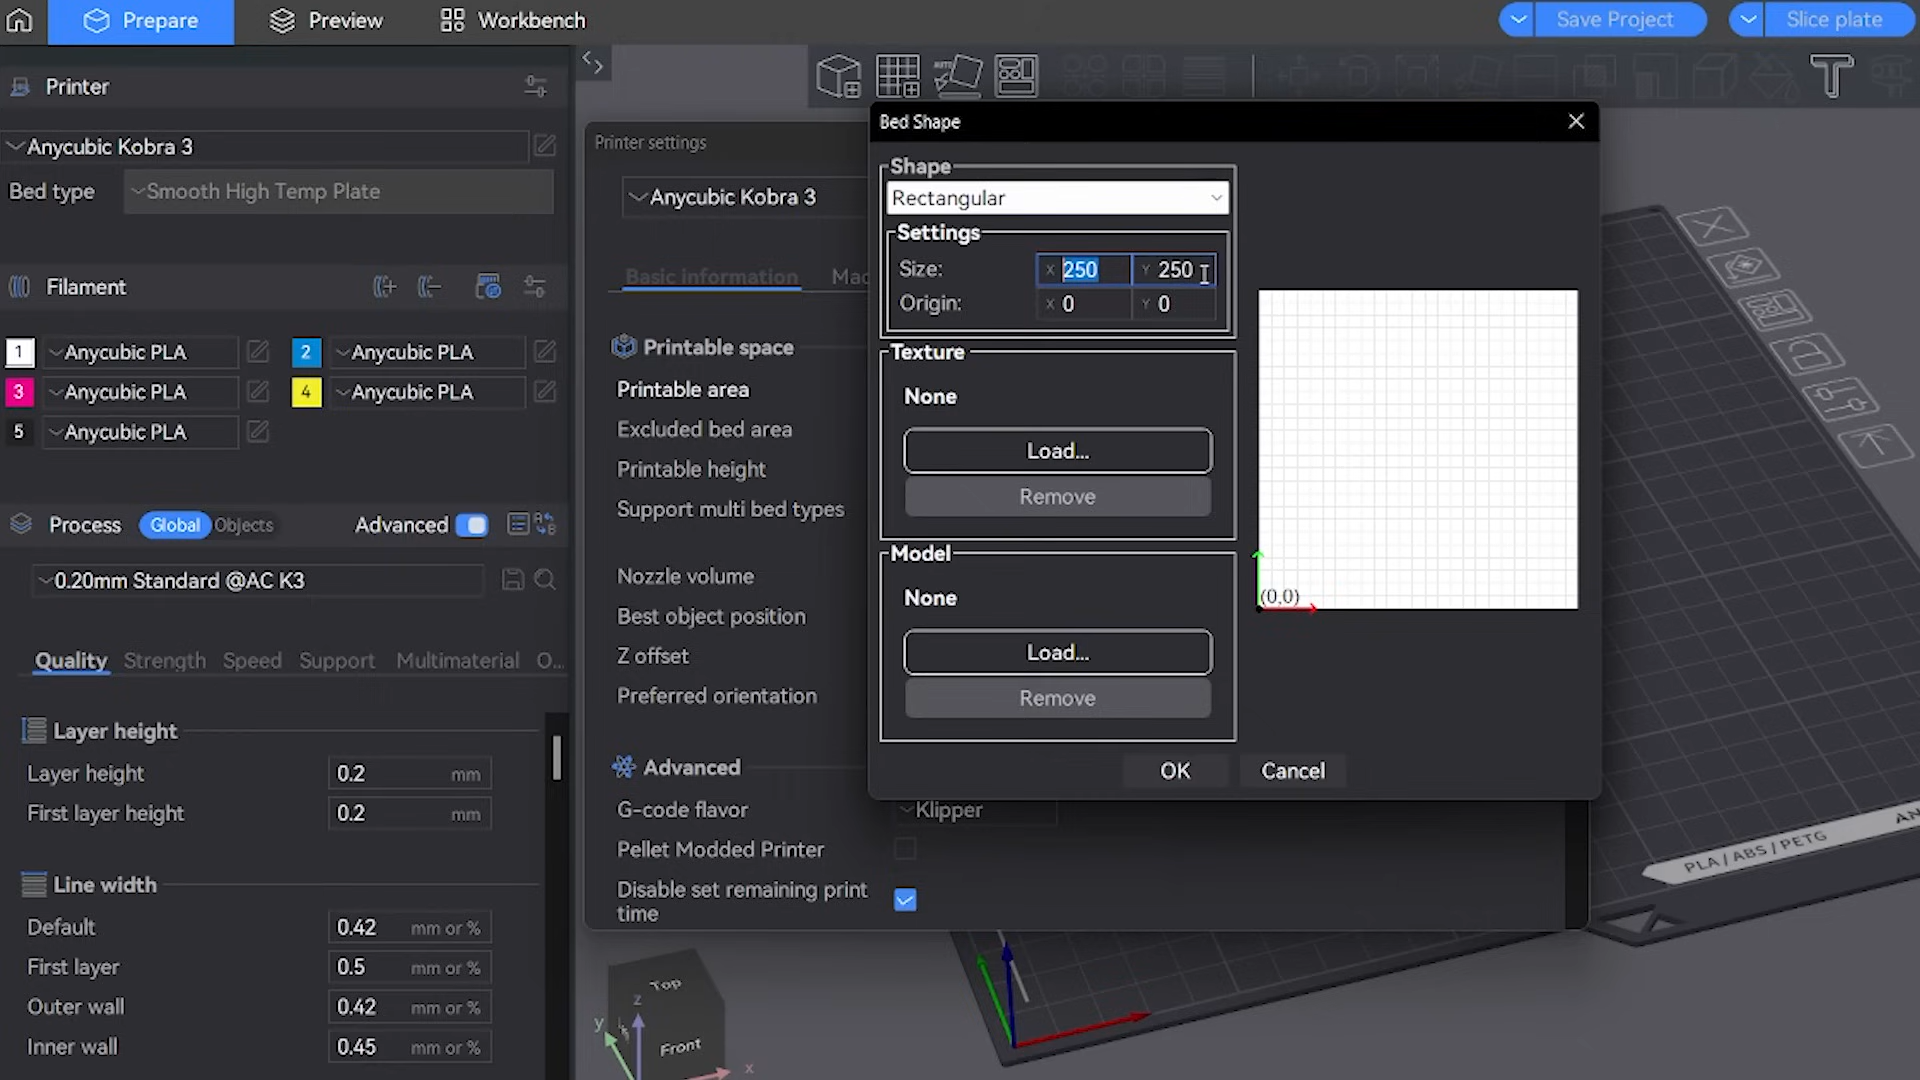 Prepare
Preview
Workbench
Save Project
Slice plate
Printer
Anycubic Kobra 3
Bed type
Smooth High Temp Plate
Filament
1 Anycubic PLA
2 Anycubic PLA
3 Anycubic PLA
4 Anycubic PLA
5 Anycubic PLA
Process Global Objects Advanced
0.20mm Standard @AC K3
Quality Strength Speed Support Multimaterial O...
Layer height
Layer height 0.2 mm
First layer height 0.2 mm
Line width
Default 0.42 mm or %
First layer 0.5 mm or %
Outer wall 0.42 mm or %
Inner wall 0.45 mm or %
Printer settings
Anycubic Kobra 3
Basic information Mac
Printable space
Printable area
Excluded bed area
Printable height
Support multi bed types
Nozzle volume
Best object position
Z offset
Preferred orientation
Advanced
G-code flavor Klipper
Pellet Modded Printer
Disable set remaining print
time
Bed Shape
Shape
Rectangular
Settings
Size: X 250 Y 250
Origin: X 0 Y 0
Texture
None
Load...
Remove
Model
None
Load...
Remove
(0,0)
OK Cancel
AUTO
PLA/ABS/PETG
AN
Top
Front
z
y
x